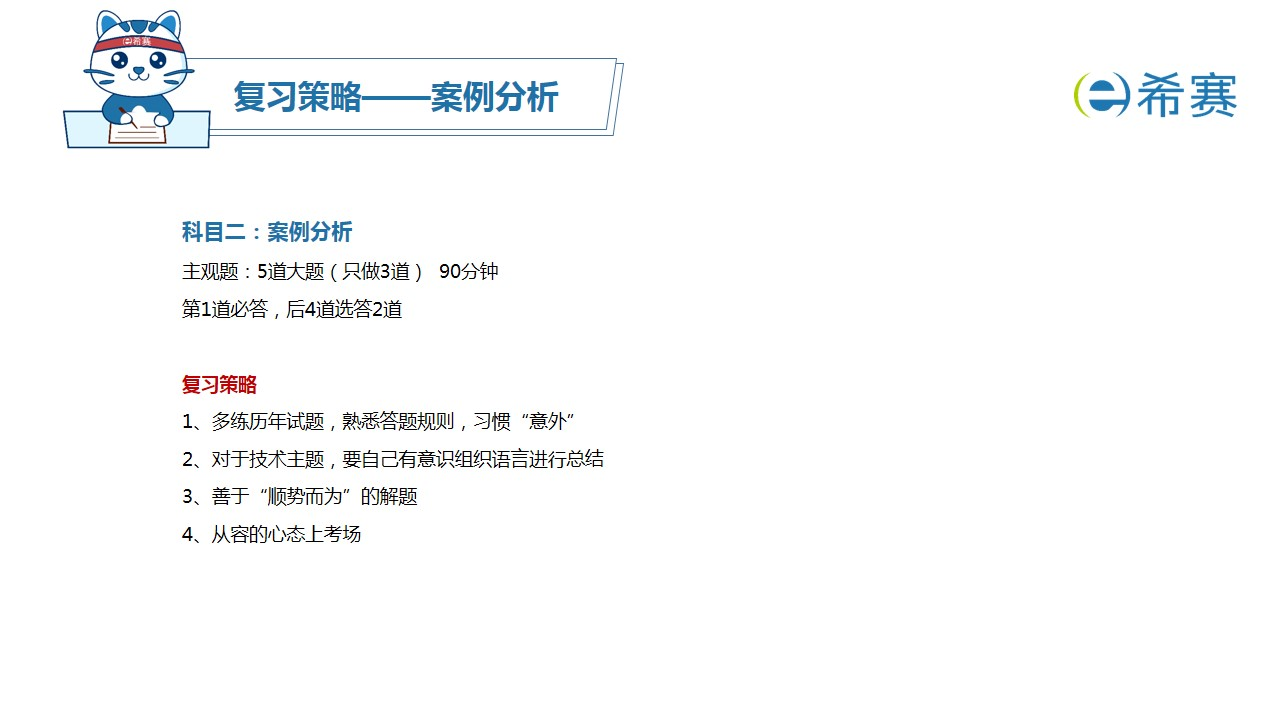 希赛
复习策略——案例分析
希赛
科目二：案例分析
主观题：5道大题（只做3道） 90分钟
第1道必答，后4道选答2道
复习策略
1、多练历年试题，熟悉答题规则，习惯“意外”
2、对于技术主题，要自己有意识组织语言进行总结
3、善于“顺势而为”的解题
4、从容的心态上考场